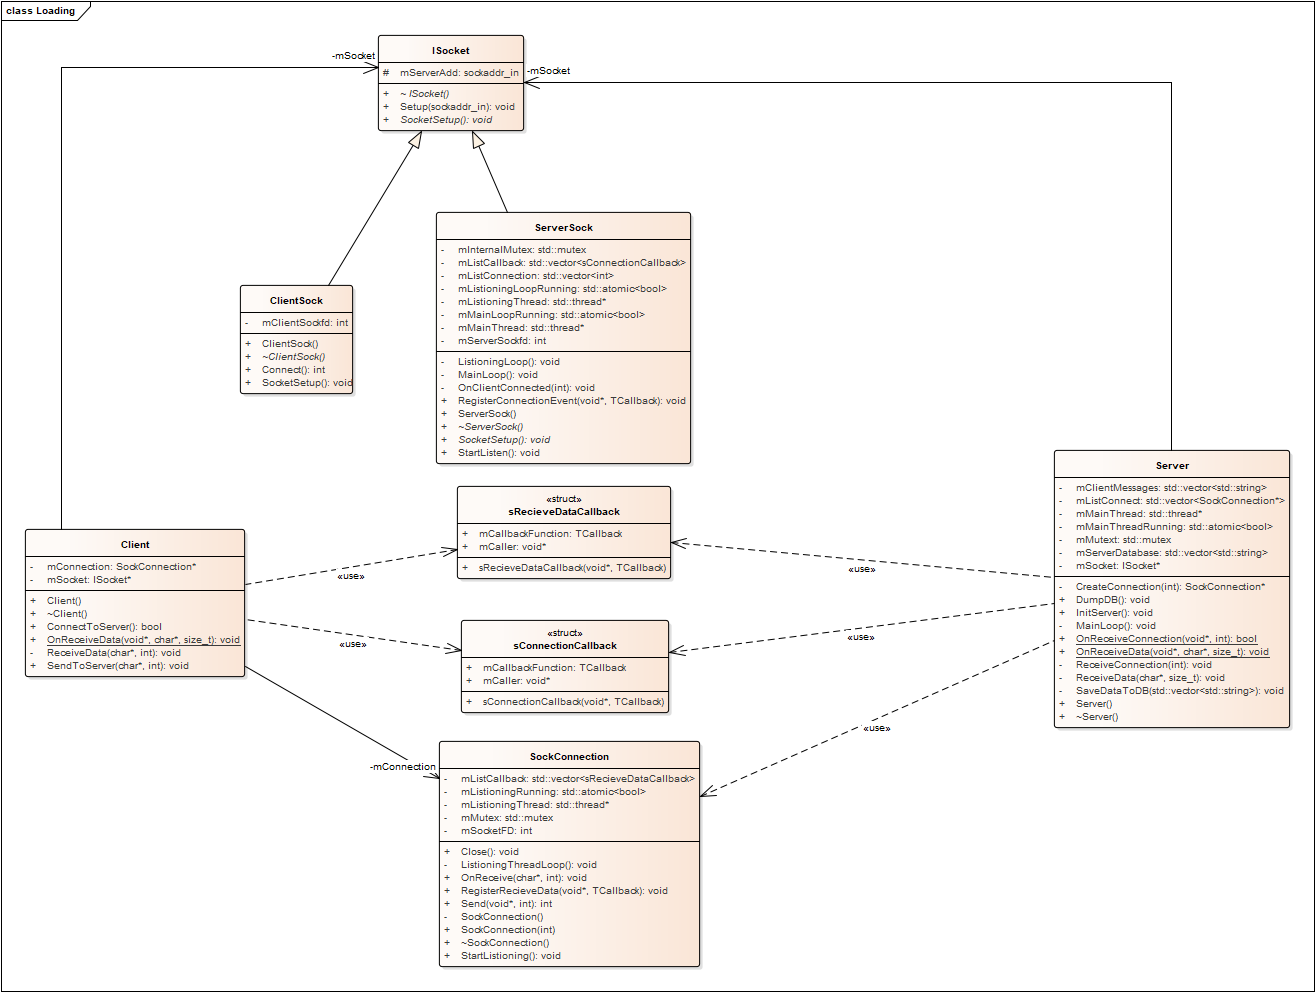 class Loading
-mSocket
ISocket
# mServerAdd: sockaddr_in
+ ~ ISocket()
+ Setup(sockaddr_in): void
+ SocketSetup(): void
-mSocket
ServerSock
- mInternalMutex: std::mutex
- mListCallback: std::vector<sConnectionCallback>
- mListConnection: std::vector<int>
- mListioningLoopRunning: std::atomic<bool>
- mListioningThread: std::thread*
- mMainLoopRunning: std::atomic<bool>
- mMainThread: std::thread*
- mServerSockfd: int
- ListioningLoop(): void
- MainLoop(): void
- OnClientConnected(int): void
+ RegisterConnectionEvent(void*, TCallback): void
+ ServerSock()
+ ~ServerSock()
+ SocketSetup(): void
+ StartListen(): void
ClientSock
- mClientSockfd: int
+ ClientSock()
+ ~ClientSock()
+ Connect(): int
+ SocketSetup(): void
Server
- mClientMessages: std::vector<std::string>
- mListConnect: std::vector<SockConnection*>
- mMainThread: std::thread*
- mMainThreadRunning: std::atomic<bool>
- mMutext: std::mutex
- mServerDatabase: std::vector<std::string>
- mSocket: ISocket*
- CreateConnection(int): SockConnection*
+ DumpDB(): void
+ InitServer(): void
- MainLoop(): void
+ OnReceiveConnection(void*, int): bool
+ OnReceiveData(void*, char*, size_t): void
- ReceiveConnection(int): void
- ReceiveData(char*, size_t): void
- SaveDataToDB(std::vector<std::string>): void
+ Server()
+ ~Server()
«struct»
sRecieveDataCallback
+ mCallbackFunction: TCallback
+ mCaller: void*
+ sRecieveDataCallback(void*, TCallback)
Client
- mConnection: SockConnection*
- mSocket: ISocket*
+ Client()
+ ~Client()
+ ConnectToServer(): bool
+ OnReceiveData(void*, char*, size_t): void
- ReceiveData(char*, int): void
+ SendToServer(char*, int): void
«use»
«use»
«use»
«use»
«use»
«struct»
sConnectionCallback
+ mCallbackFunction: TCallback
+ mCaller: void*
+ sConnectionCallback(void*, TCallback)
-mConnection
SockConnection
- mListCallback: std::vector<sRecieveDataCallback>
- mListioningRunning: std::atomic<bool>
- mListioningThread: std::thread*
- mMutex: std::mutex
- mSocketFD: int
+ Close(): void
- ListioningThreadLoop(): void
+ OnReceive(char*, int): void
+ RegisterRecieveData(void*, TCallback): void
+ Send(void*, int): int
- SockConnection()
+ SockConnection(int)
+ ~SockConnection()
+ StartListioning(): void